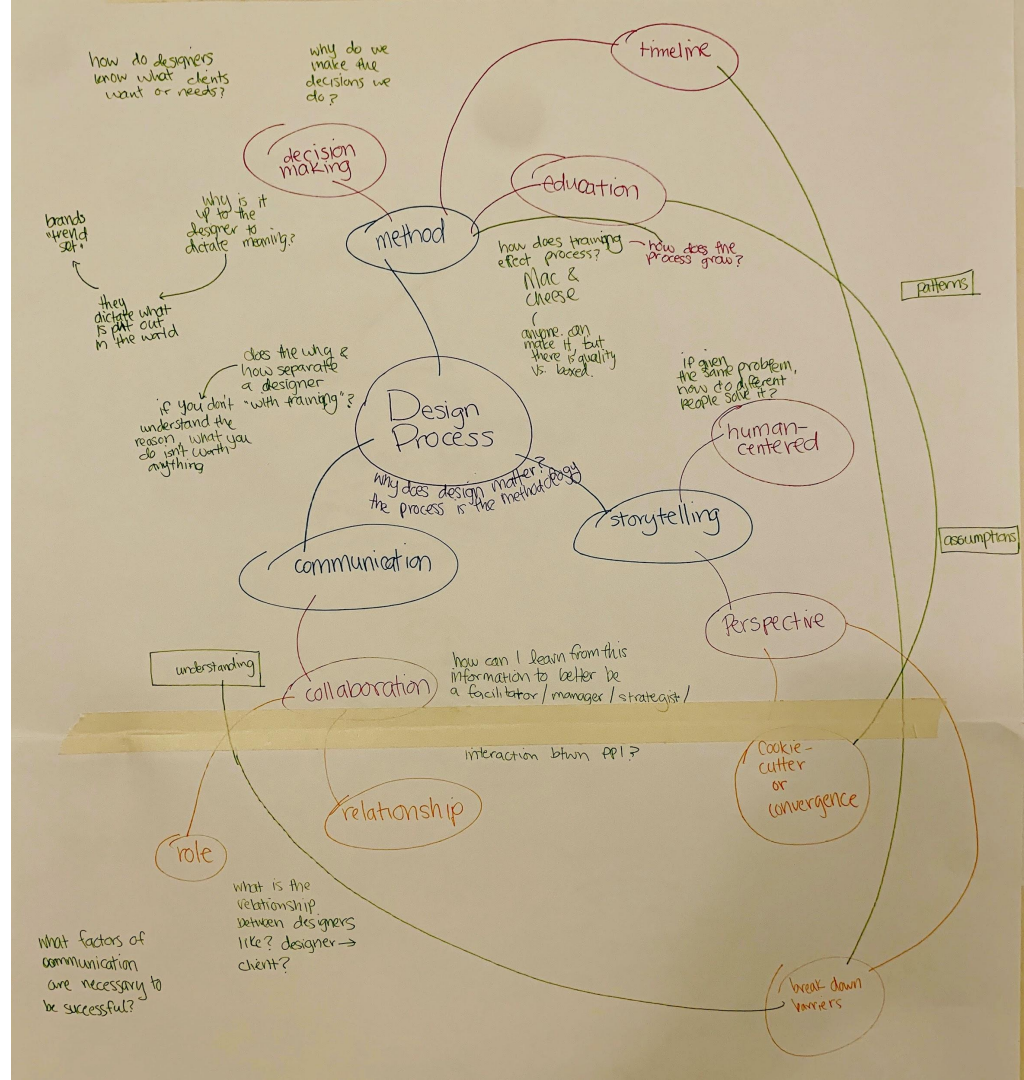 how do designers
know what clients
want or needs?
why do we
make the
decisions we
do?
timeline
decision
making
education
method
why is it
up to the
designer to
dictate meaning?
brands
"trend
set"
they
dictate what
is put out
in the world
how does training
effect process?
how does the
process grow?
Mac &
cheese
anyone can
make it, but
there is quality
vs. boxed.
patterns
does the why &
how separate
a designer
"with training"?
if you don't
understand the
reason, what you
do isn't worth
anything
Design
Process
why does design matter?
the process is the methodology
if given
the same problem,
how do different
people solve it?
human-
centered
storytelling
assumptions
communication
Perspective
understanding
collaboration
how can I learn from this
information to better be
a facilitator/manager/strategist/
interaction btwn ppl?
Cookie-
cutter
or
convergence
relationship
role
what is the
relationship
between designers
like? designer→
client?
what factors of
communication
are necessary to
be successful?
break down
barriers